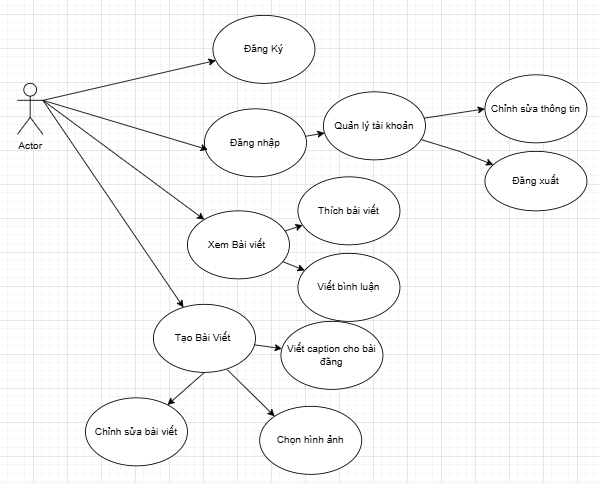 Đăng Ký
Actor
Đăng nhập
Quản lý tài khoản
Chỉnh sửa thông tin
Đăng xuất
Xem Bài viết
Thích bài viết
Viết bình luận
Tạo Bài Viết
Viết caption cho bài
đăng
Chỉnh sửa bài viết
Chọn hình ảnh